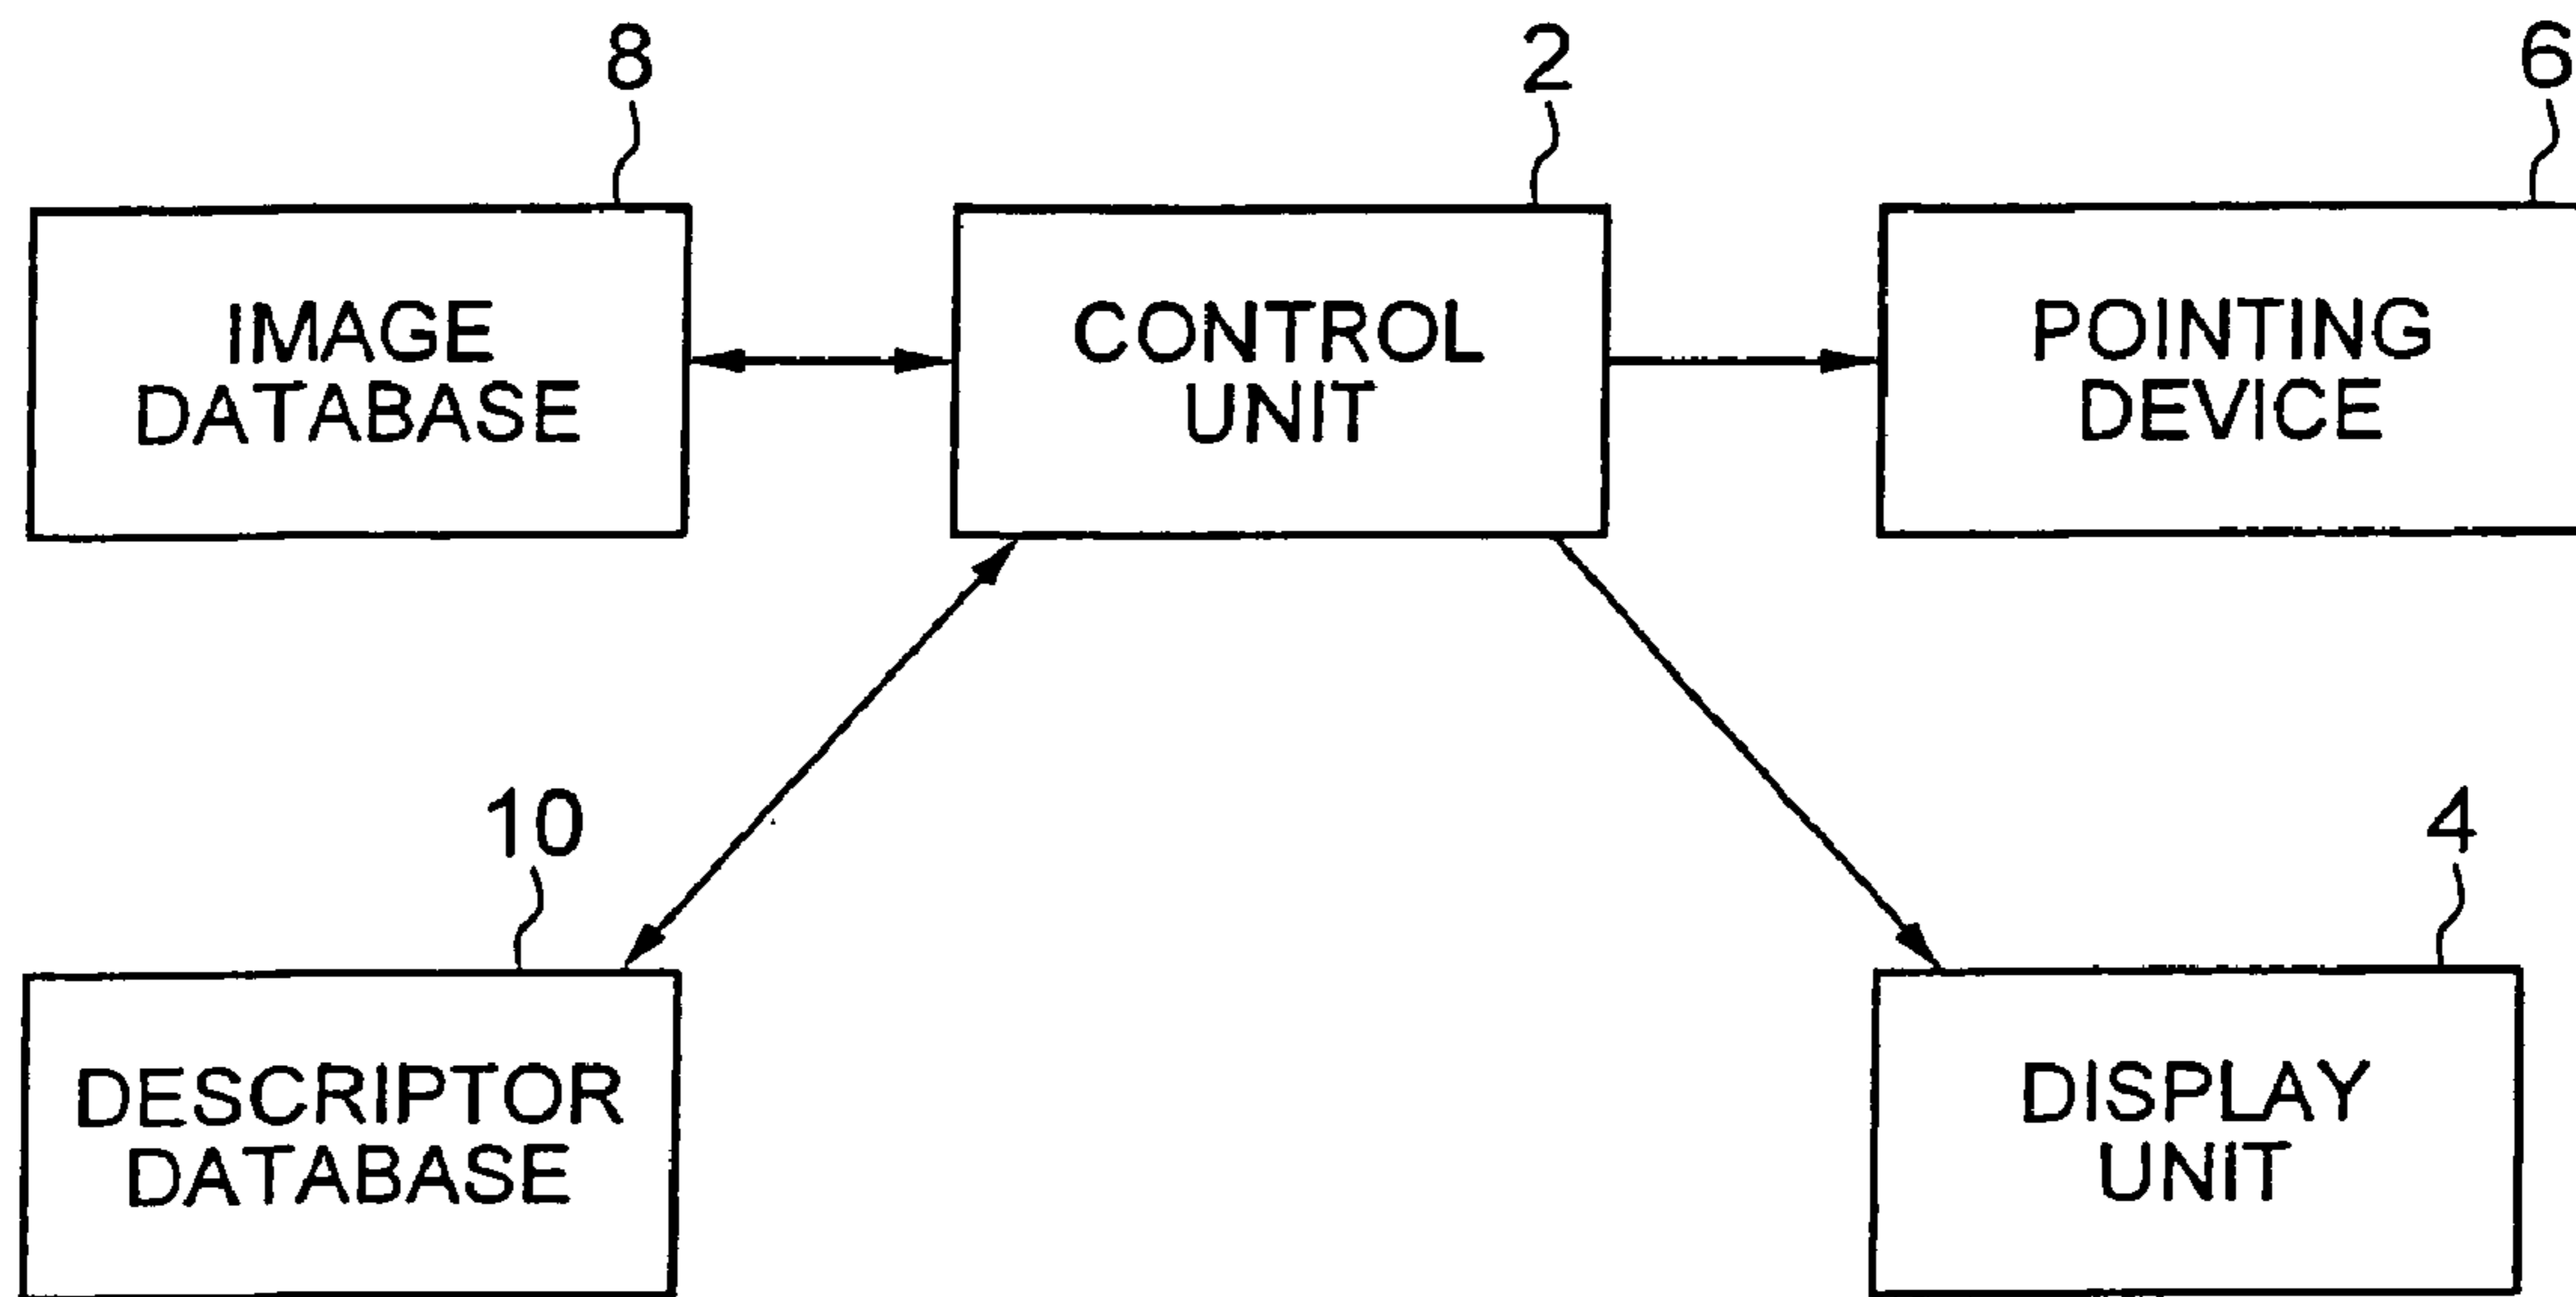 8
2
6
IMAGE
DATABASE
CONTROL
UNIT
POINTING
DEVICE
10
4
DESCRIPTOR
DATABASE
DISPLAY
UNIT